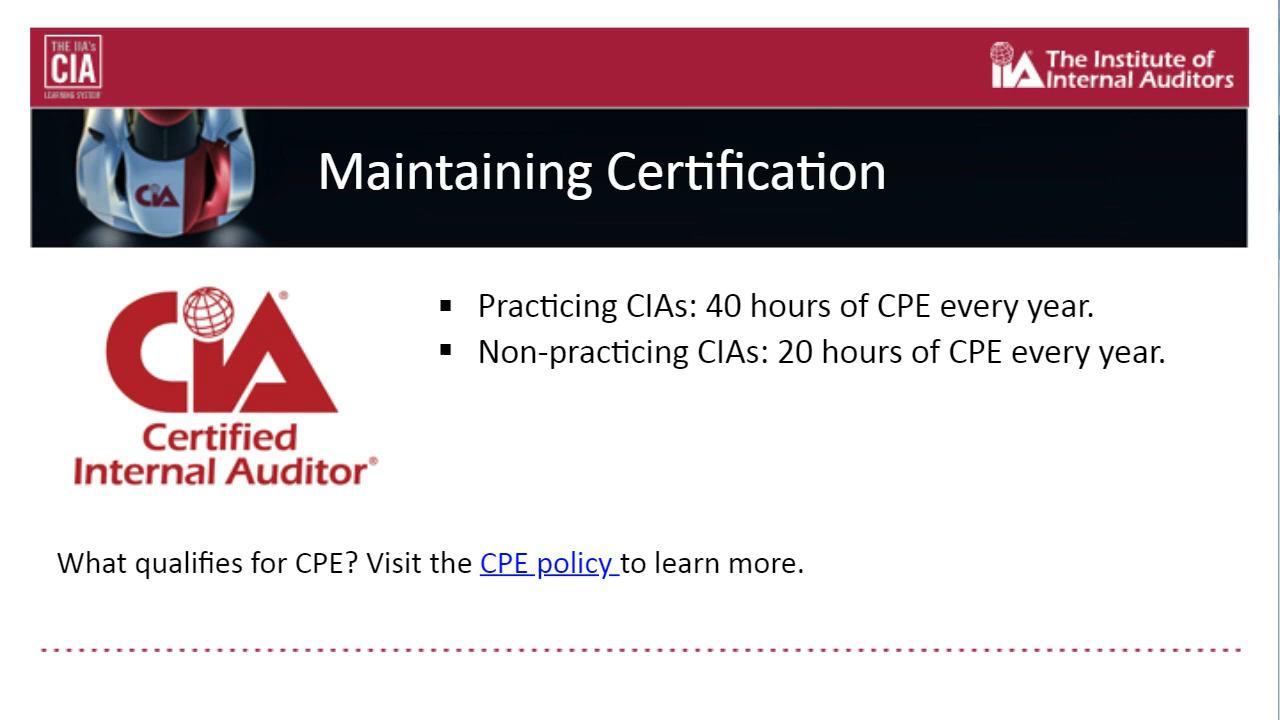 THE IIA's
CIA
LEARNING SYSTEM
The Institute of
IIA Internal Auditors
Maintaining Certification
CIA
CIA®
Certified
Internal Auditor®
▪ Practicing CIAs: 40 hours of CPE every year.
▪ Non-practicing CIAs: 20 hours of CPE every year.
What qualifies for CPE? Visit the CPE policy to learn more.